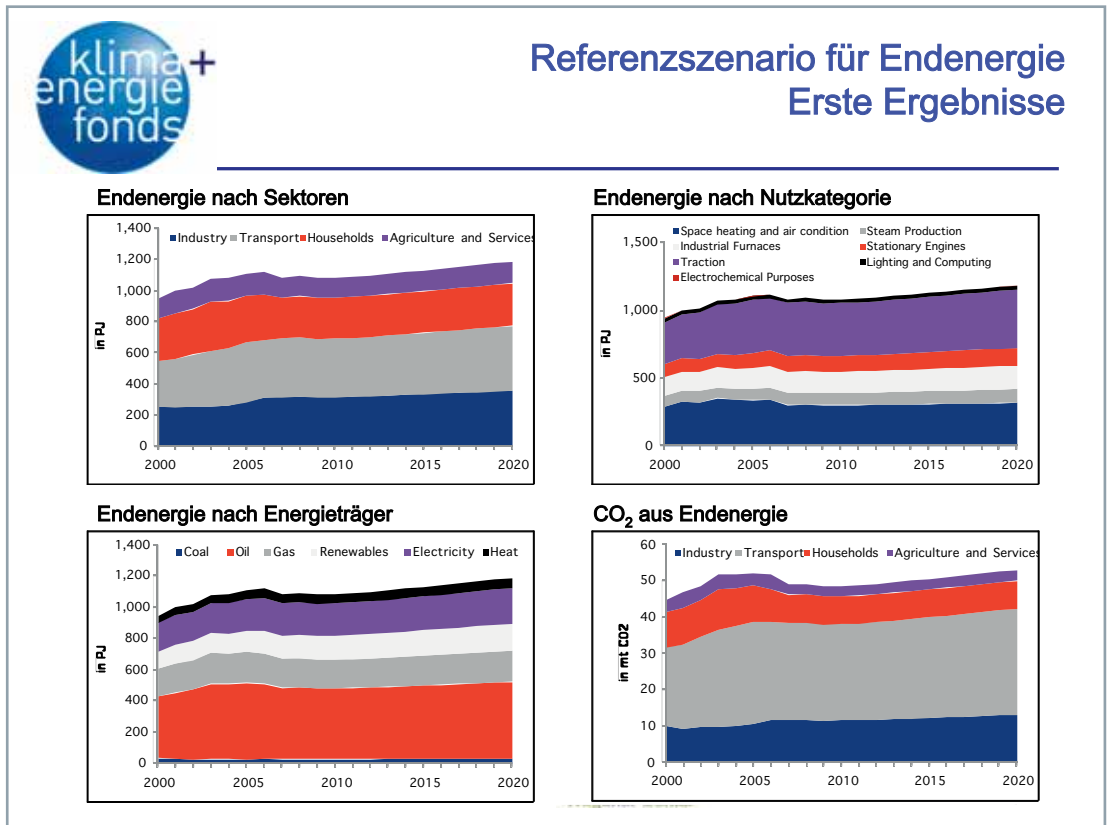 klima+
energie
fonds
Referenzszenario für Endenergie
Erste Ergebnisse
Endenergie nach Sektoren
Industry Transport Households Agriculture and Services
in PJ
1,400
1,200
1,000
800
600
400
200
0
2000 2005 2010 2015 2020
Endenergie nach Nutzkategorie
Space heating and air condition Steam Production
Industrial Furnaces Stationary Engines
Traction Lighting and Computing
Electrochemical Purposes
in PJ
1,500
1,000
500
0
2000 2005 2010 2015 2020
Endenergie nach Energieträger
Coal Oil Gas Renewables Electricity Heat
in PJ
1,400
1,200
1,000
800
600
400
200
0
2000 2005 2010 2015 2020
CO₂ aus Endenergie
Industry Transport Households Agriculture and Services
in mt CO2
60
50
40
30
20
10
0
2000 2005 2010 2015 2020